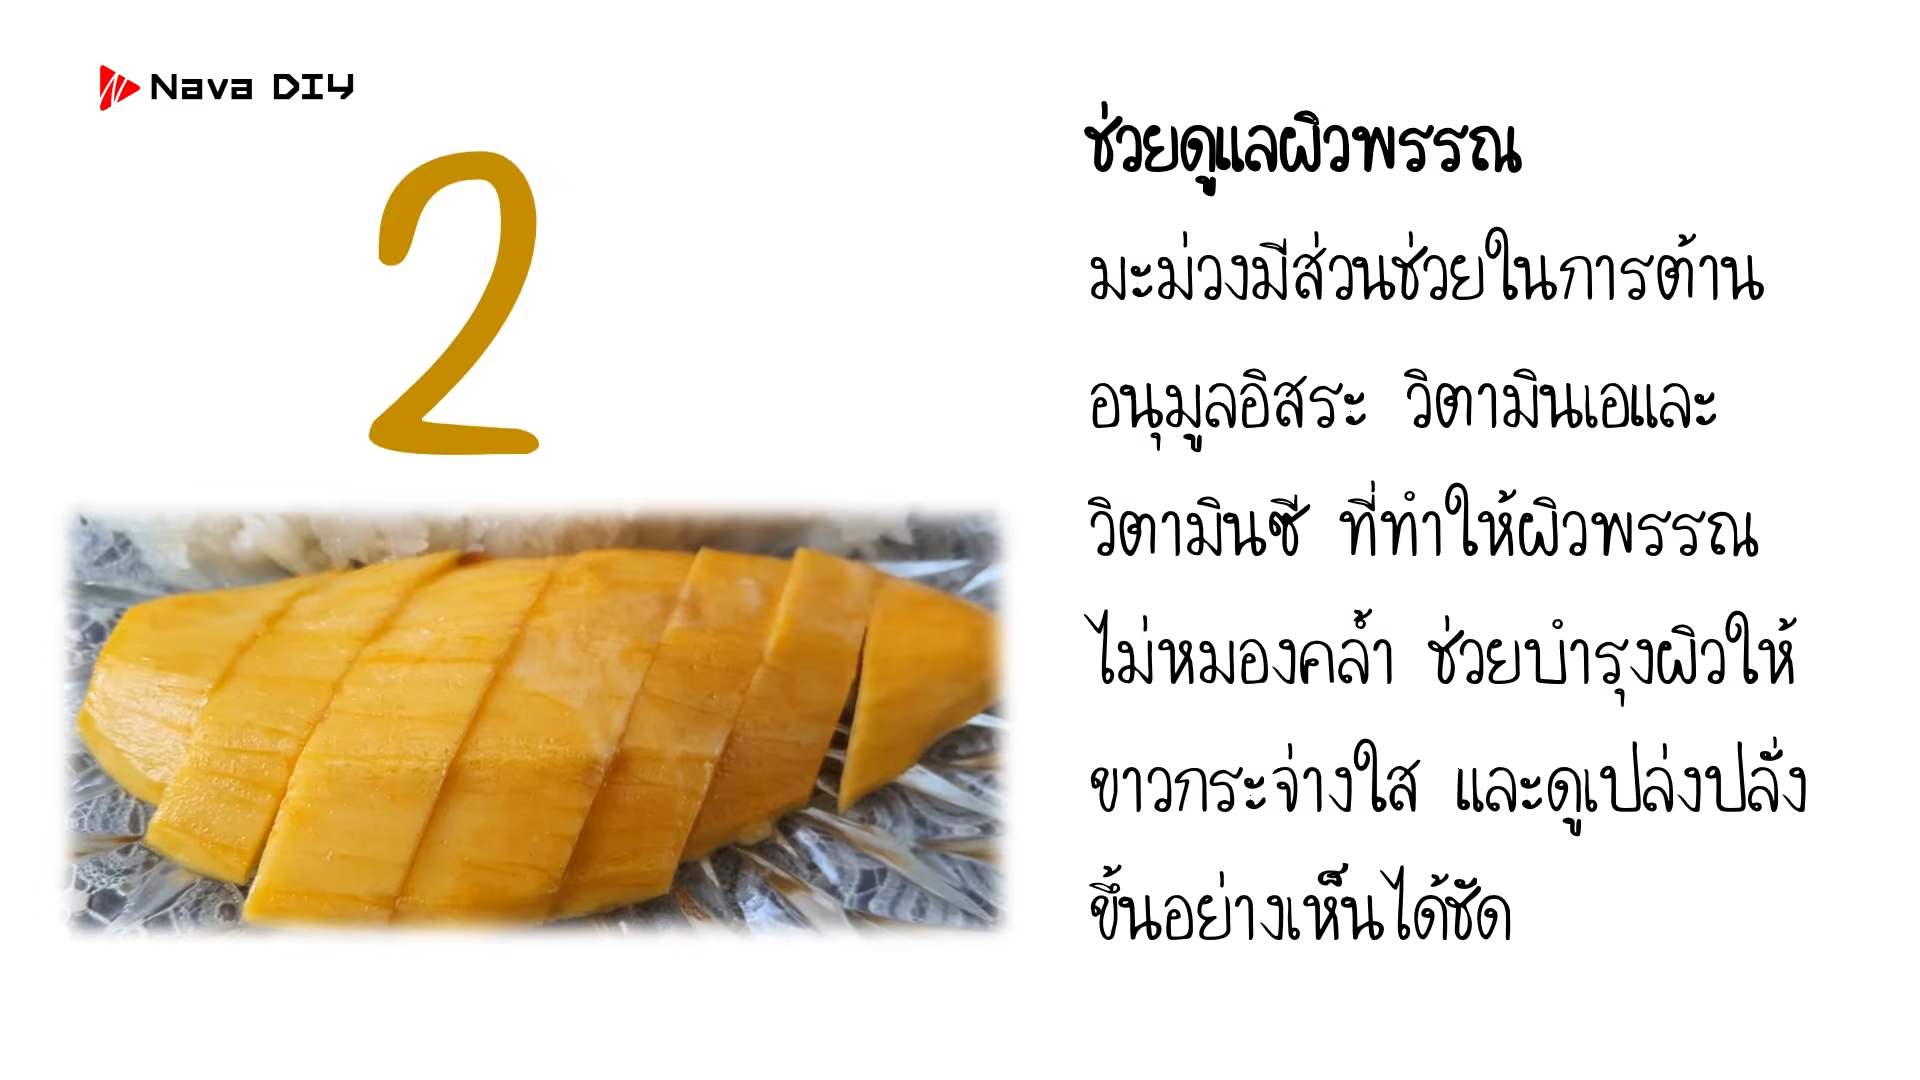 Nava DIY
2
ช่วยดูแลผิวพรรณ
มะม่วงมีส่วนช่วยในการต้าน
อนุมูลอิสระ วิตามินเอและ
วิตามินซี ที่ทำให้ผิวพรรณ
ไม่หมองคล้ำ ช่วยบำรุงผิวให้
ขาวกระจ่างใส และดูเปล่งปลั่ง
ขึ้นอย่างเห็นได้ชัด